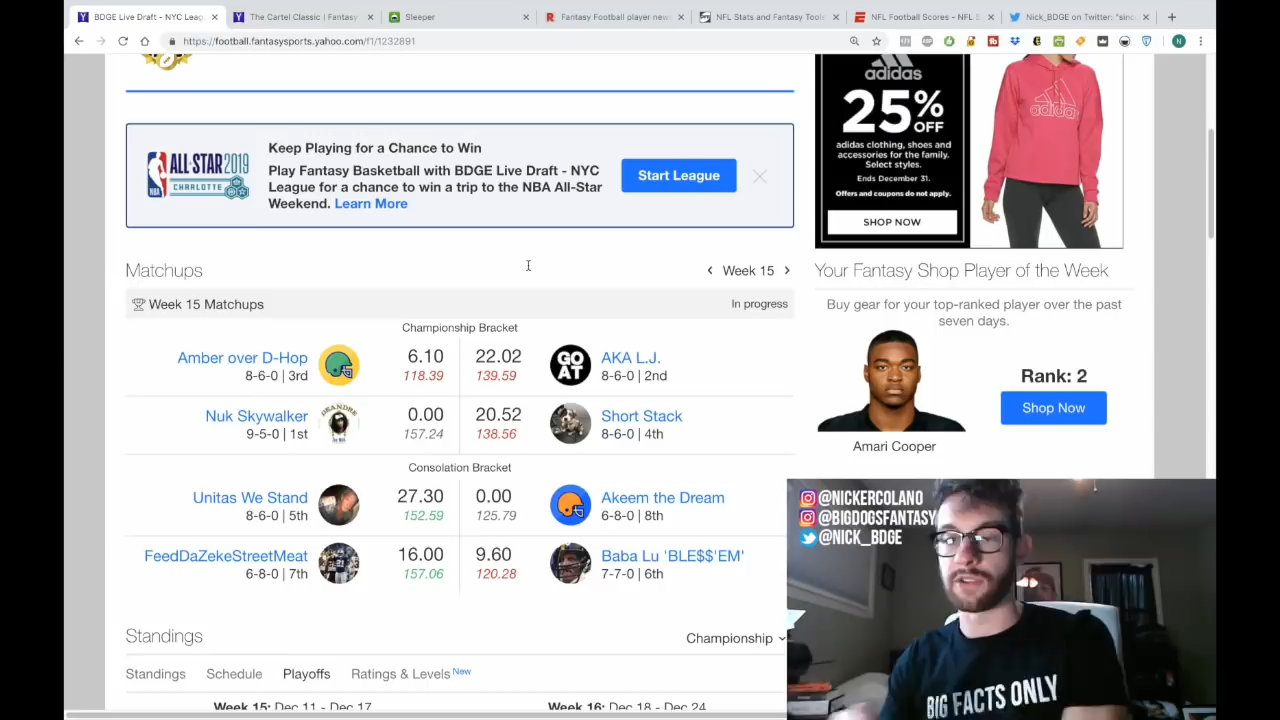 BDGE Live Draft - NYC Leag
The Cartel Classic | Fantasy
Sleeper
Fantasy Football player news
NFL Stats and Fantasy Tools
NFL Football Scores - NFL S
Nick_BDGE on Twitter: "sinc
https://football.fantasysports.yahoo.com/f1/1232891
N
Keep Playing for a Chance to Win
Play Fantasy Basketball with BDGE Live Draft - NYC
League for a chance to win a trip to the NBA All-Star
Weekend. Learn More
ALL-STAR 2019
CHARLOTTE
Start League
adidas
25%
OFF
adidas clothing, shoes and
accessories for the family.
Select styles.
Ends December 31.
Offers and coupons do not apply.
SHOP NOW
adidas
Matchups
Week 15
Week 15 Matchups
In progress
Championship Bracket
Amber over D-Hop 6.10 22.02 AKA L.J.
8-6-0 | 3rd 118.39 139.59 8-6-0 | 2nd
GO
AT
Nuk Skywalker 0.00 20.52 Short Stack
9-5-0 | 1st 157.24 138.56 8-6-0 | 4th
Consolation Bracket
Unitas We Stand 27.30 0.00 Akeem the Dream
8-6-0 | 5th 152.59 125.79 6-8-0 | 8th
FeedDaZekeStreetMeat 16.00 9.60 Baba Lu 'BLE$$'EM'
6-8-0 | 7th 157.06 120.28 7-7-0 | 6th
Your Fantasy Shop Player of the Week
Buy gear for your top-ranked player over the past
seven days.
Rank: 2
Shop Now
Amari Cooper
Standings
Championship
Standings Schedule Playoffs Ratings & Levels New
Week 15: Dec 11 - Dec 17
Week 16: Dec 18 - Dec 24
@NICKERCOLANO
@BIGDOGSFANTASY
@NICK_BDGE
BIG FACTS ONLY